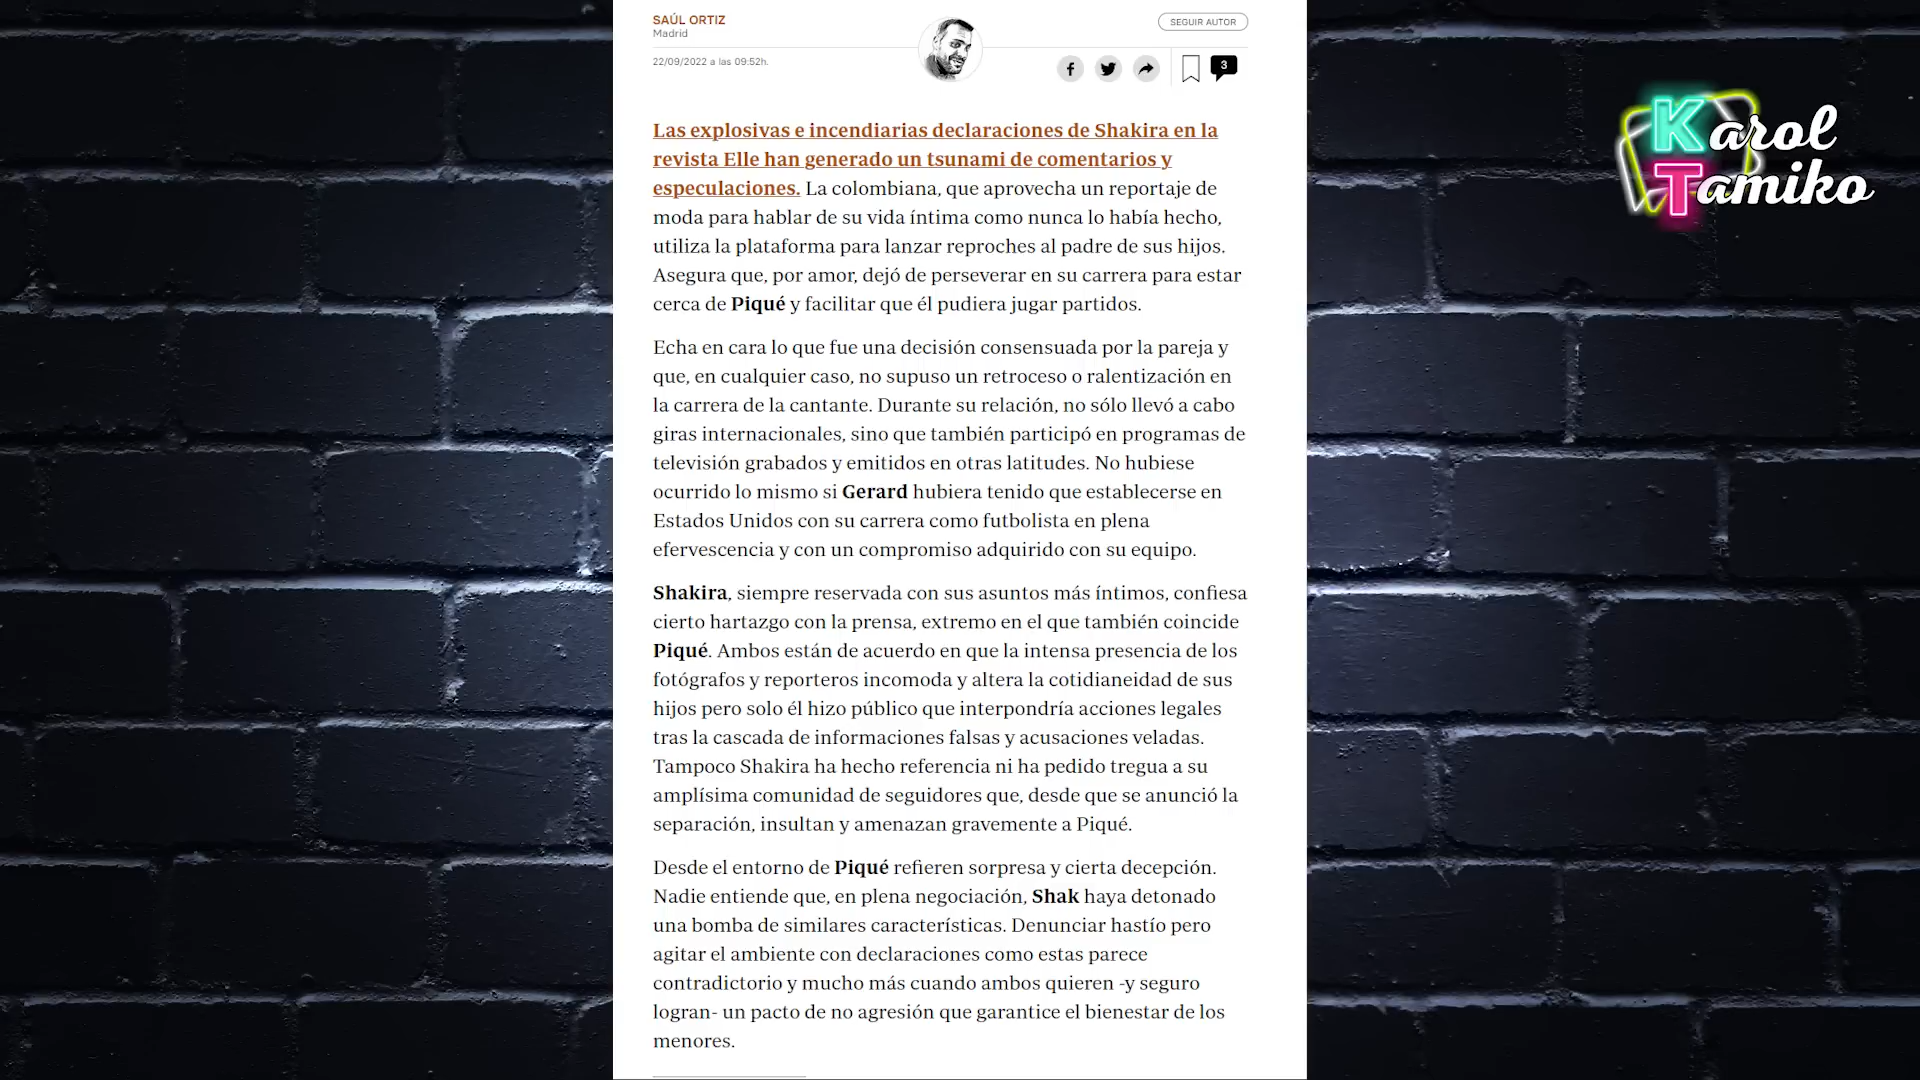 SAÚL ORTIZ
Madrid
SEGUIR AUTOR
22/09/2022 a las 09:52h.
3
Las explosivas e incendiarias declaraciones de Shakira en la
revista Elle han generado un tsunami de comentarios y
especulaciones. La colombiana, que aprovecha un reportaje de
moda para hablar de su vida íntima como nunca lo había hecho,
utiliza la plataforma para lanzar reproches al padre de sus hijos.
Asegura que, por amor, dejó de perseverar en su carrera para estar
cerca de Piqué y facilitar que él pudiera jugar partidos.
Echa en cara lo que fue una decisión consensuada por la pareja y
que, en cualquier caso, no supuso un retroceso o ralentización en
la carrera de la cantante. Durante su relación, no sólo llevó a cabo
giras internacionales, sino que también participó en programas de
televisión grabados y emitidos en otras latitudes. No hubiese
ocurrido lo mismo si Gerard hubiera tenido que establecerse en
Estados Unidos con su carrera como futbolista en plena
efervescencia y con un compromiso adquirido con su equipo.
Shakira, siempre reservada con sus asuntos más íntimos, confiesa
cierto hartazgo con la prensa, extremo en el que también coincide
Piqué. Ambos están de acuerdo en que la intensa presencia de los
fotógrafos y reporteros incomoda y altera la cotidianeidad de sus
hijos pero solo él hizo público que interpondría acciones legales
tras la cascada de informaciones falsas y acusaciones veladas.
Tampoco Shakira ha hecho referencia ni ha pedido tregua a su
amplísima comunidad de seguidores que, desde que se anunció la
separación, insultan y amenazan gravemente a Piqué.
Desde el entorno de Piqué refieren sorpresa y cierta decepción.
Nadie entiende que, en plena negociación, Shak haya detonado
una bomba de similares características. Denunciar hastío pero
agitar el ambiente con declaraciones como estas parece
contradictorio y mucho más cuando ambos quieren -y seguro
logran- un pacto de no agresión que garantice el bienestar de los
menores.
Karol
Tamiko